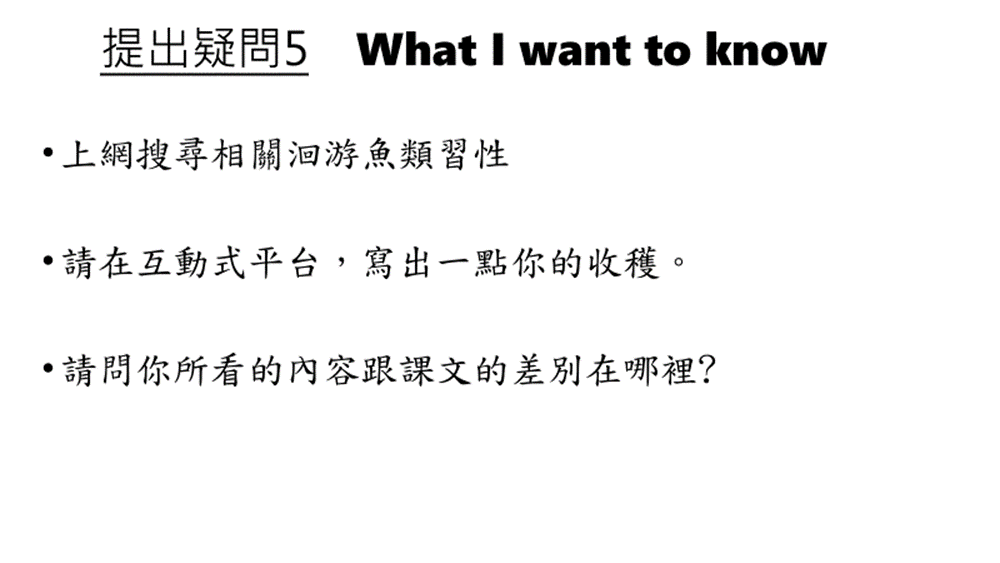 提出疑問5 What I want to know
•上網搜尋相關洄游魚類習性
•請在互動式平台，寫出一點你的收穫。
•請問你所看的內容跟課文的差別在哪裡?